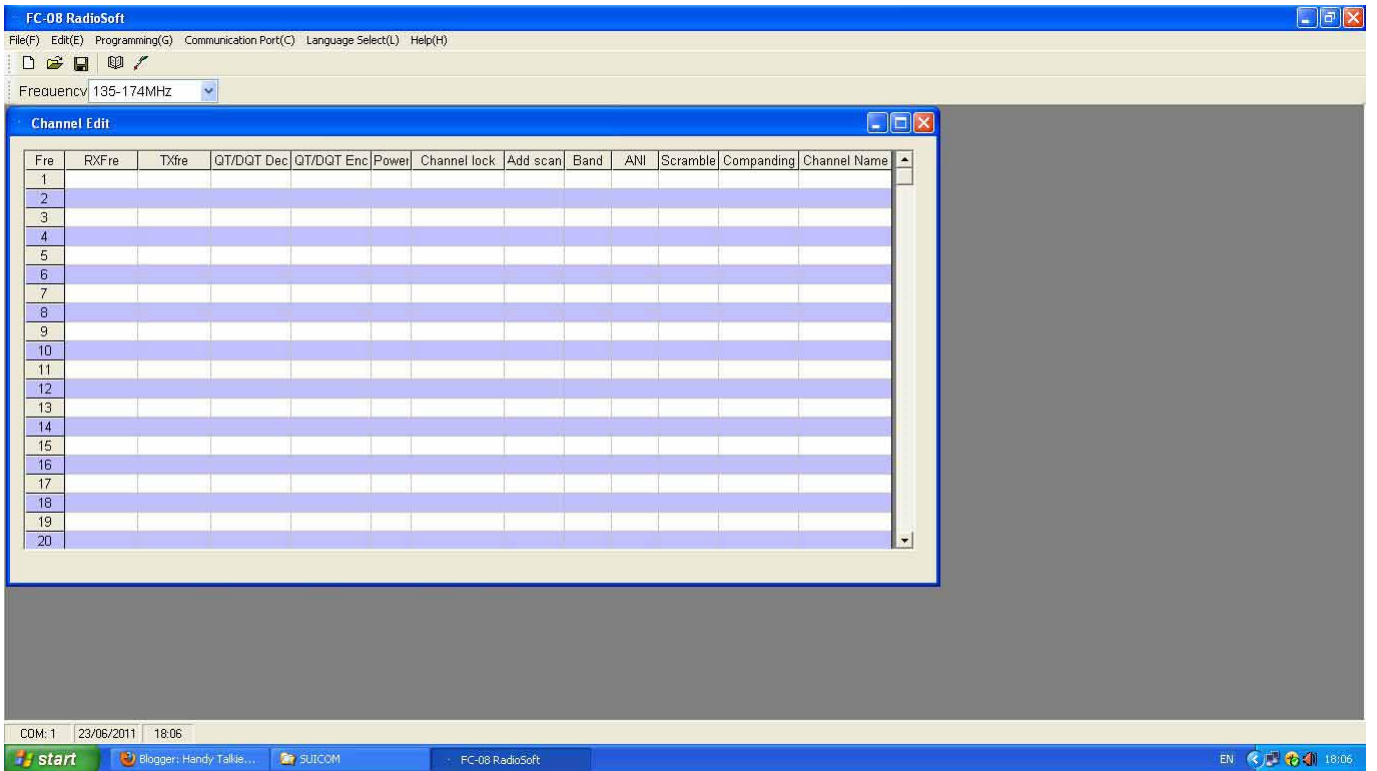 FC-08 RadioSoft
File(F) Edit(E) Programming(G) Communication Port(C) Language Select(L) Help(H)
Frequency 135-174MHz
Channel Edit
Fre RXFre TXfre QT/DQT Dec QT/DQT Enc Power Channel lock Add scan Band ANI Scramble Companding Channel Name
1
2
3
4
5
6
7
8
9
10
11
12
13
14
15
16
17
18
19
20
COM: 1 23/06/2011 18:06
start Blogger: Handy Talkie... SUICOM FC-08 RadioSoft EN 18:06